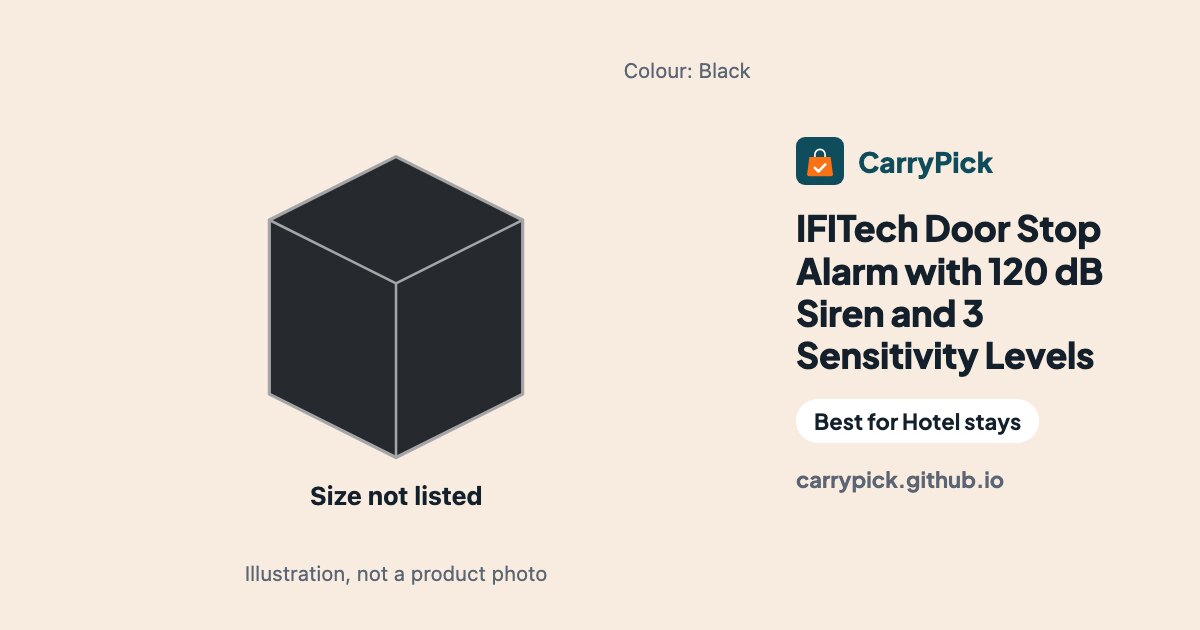 Colour: Black
CarryPick
IFITech Door Stop
Alarm with 120 dB
Siren and 3
Sensitivity Levels
Best for Hotel stays
carrypick.github.io
Size not listed
Illustration, not a product photo